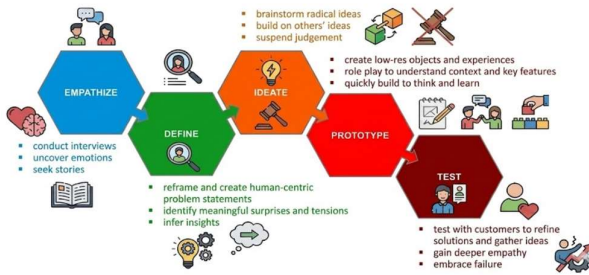 EMPATHIZE
conduct interviews
uncover emotions
seek stories
DEFINE
reframe and create human-centric
problem statements
identify meaningful surprises and tensions
infer insights
IDEATE
brainstorm radical ideas
build on others' ideas
suspend judgement
PROTOTYPE
create low-res objects and experiences
role play to understand context and key features
quickly build to think and learn
TEST
test with customers to refine
solutions and gather ideas
gain deeper empathy
embrace failure